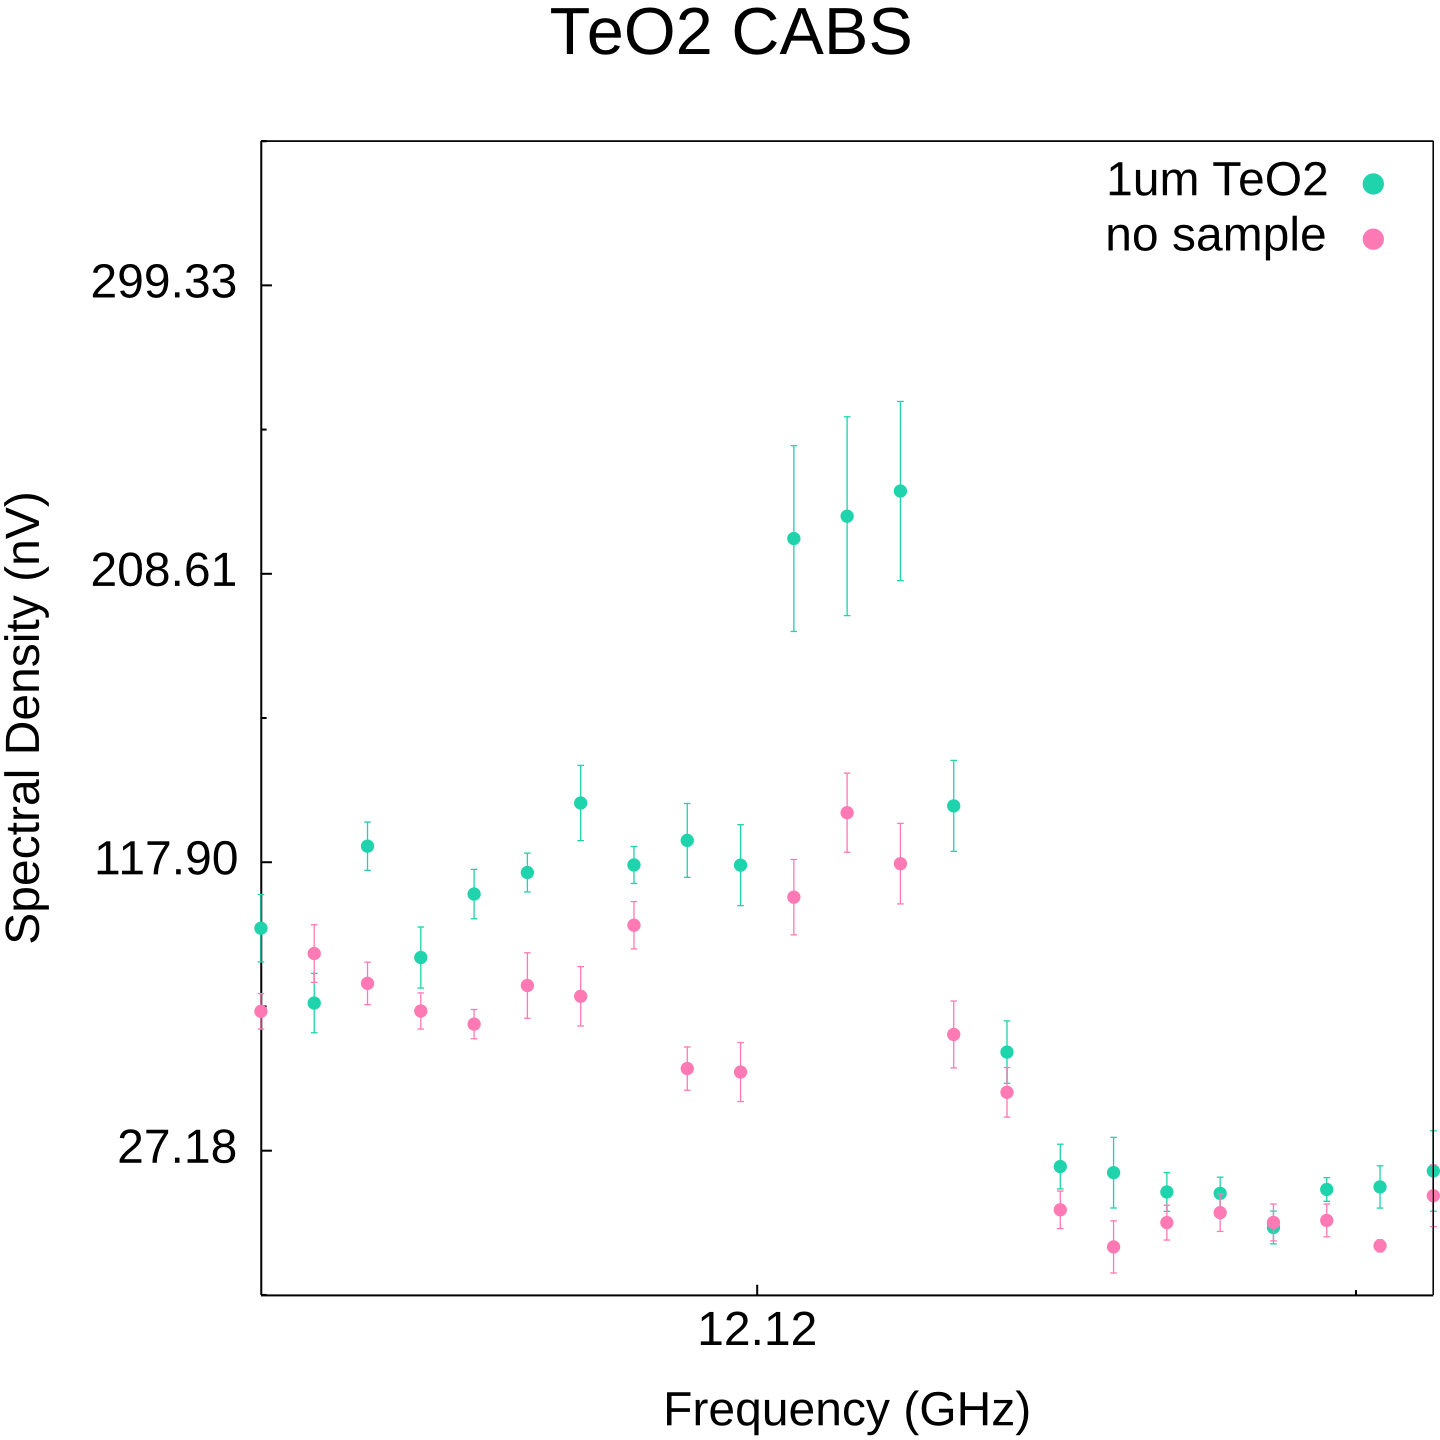 TeO2 CABS
1um TeO2
no sample
299.33
208.61
117.90
27.18
Spectral Density (nV)
12.12
Frequency (GHz)